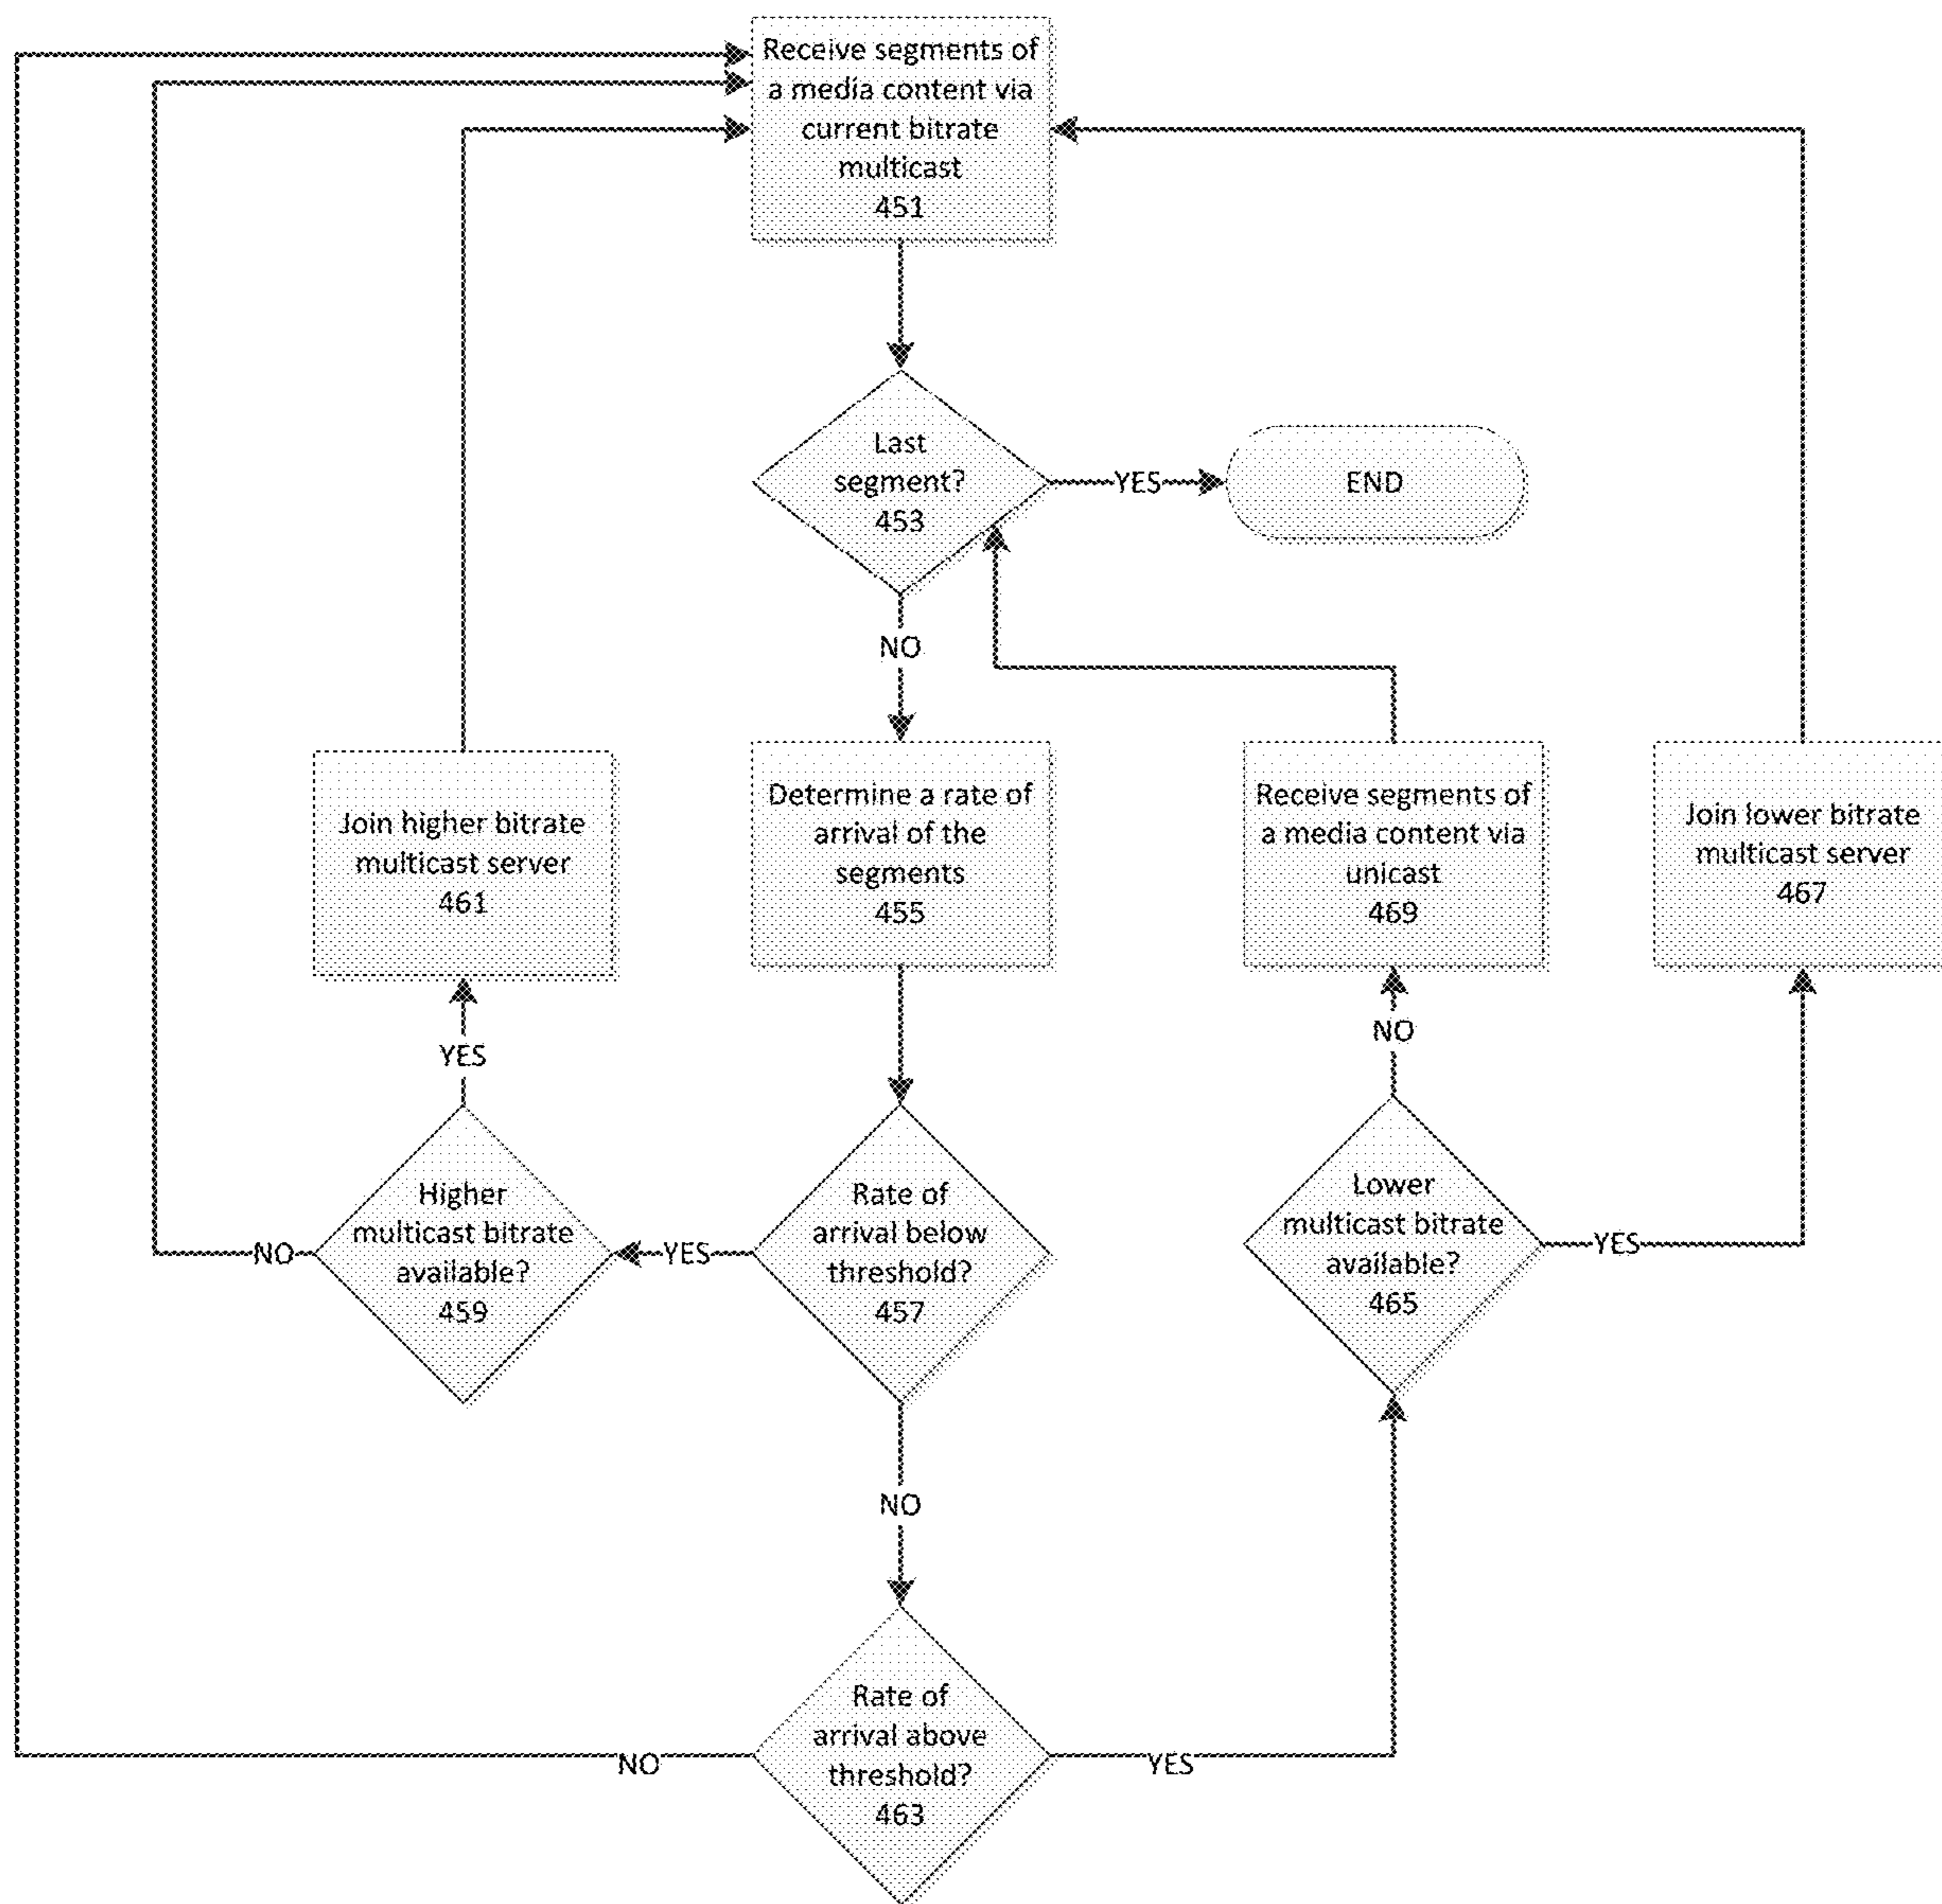 Receive segments of
a media content via
current bitrate
multicast
451
Last
segment?
453
YES
END
NO
Join higher bitrate
multicast server
461
Determine a rate of
arrival of the
segments
455
Receive segments of
a media content via
unicast
469
Join lower bitrate
multicast server
467
YES
NO
Higher
multicast bitrate
available?
459
NO
YES
Rate of
arrival below
threshold?
457
Lower
multicast bitrate
available?
465
YES
NO
Rate of
arrival above
threshold?
463
NO
YES